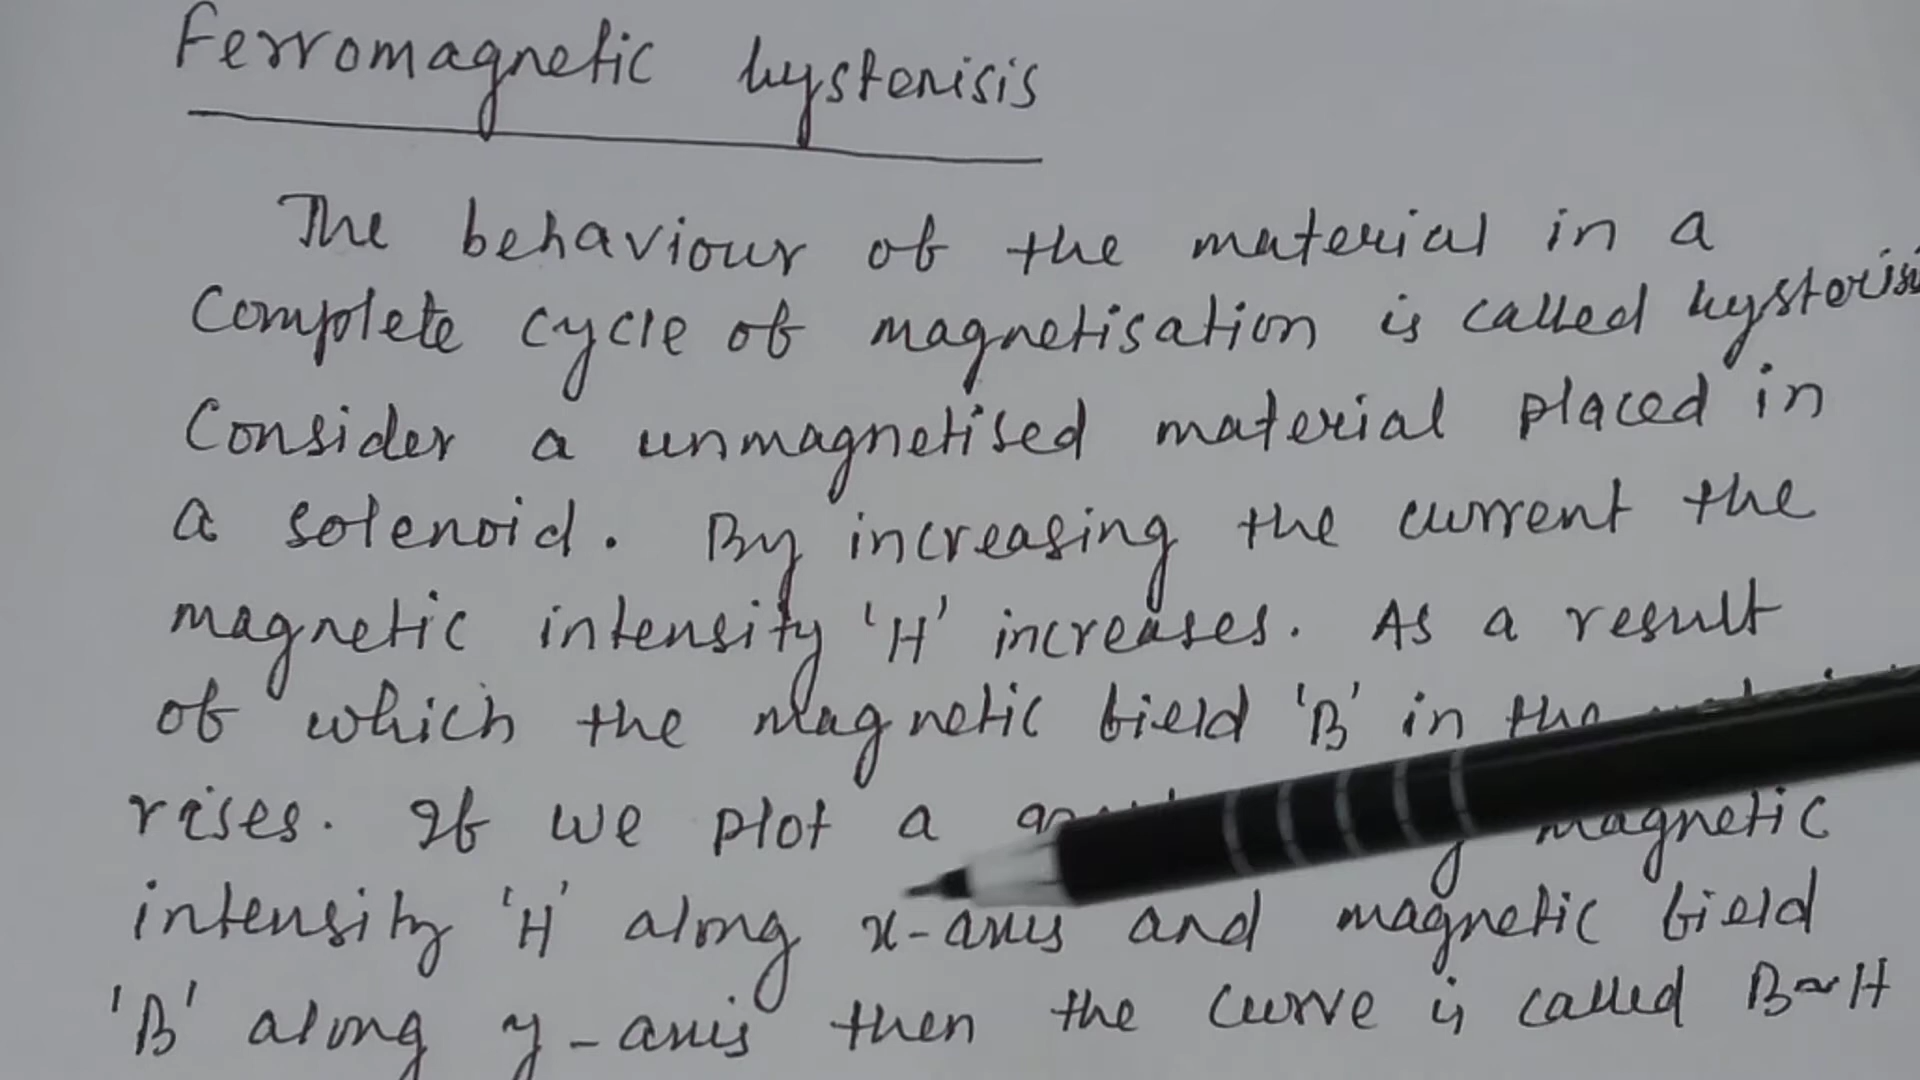 Ferromagnetic hysterisis
The behaviour of the material in a
Complete cycle of magnetisation is called
Consider a unmagnetised material placed in
a solenoid. By increasing the current the
magnetic intensity 'H' increases. As a result
of which the magnetic field 'B' in the
rises. If we plot a magnetic
intensity 'H' along x-axis and magnetic field
'B' along y-axis then the curve is called B~H